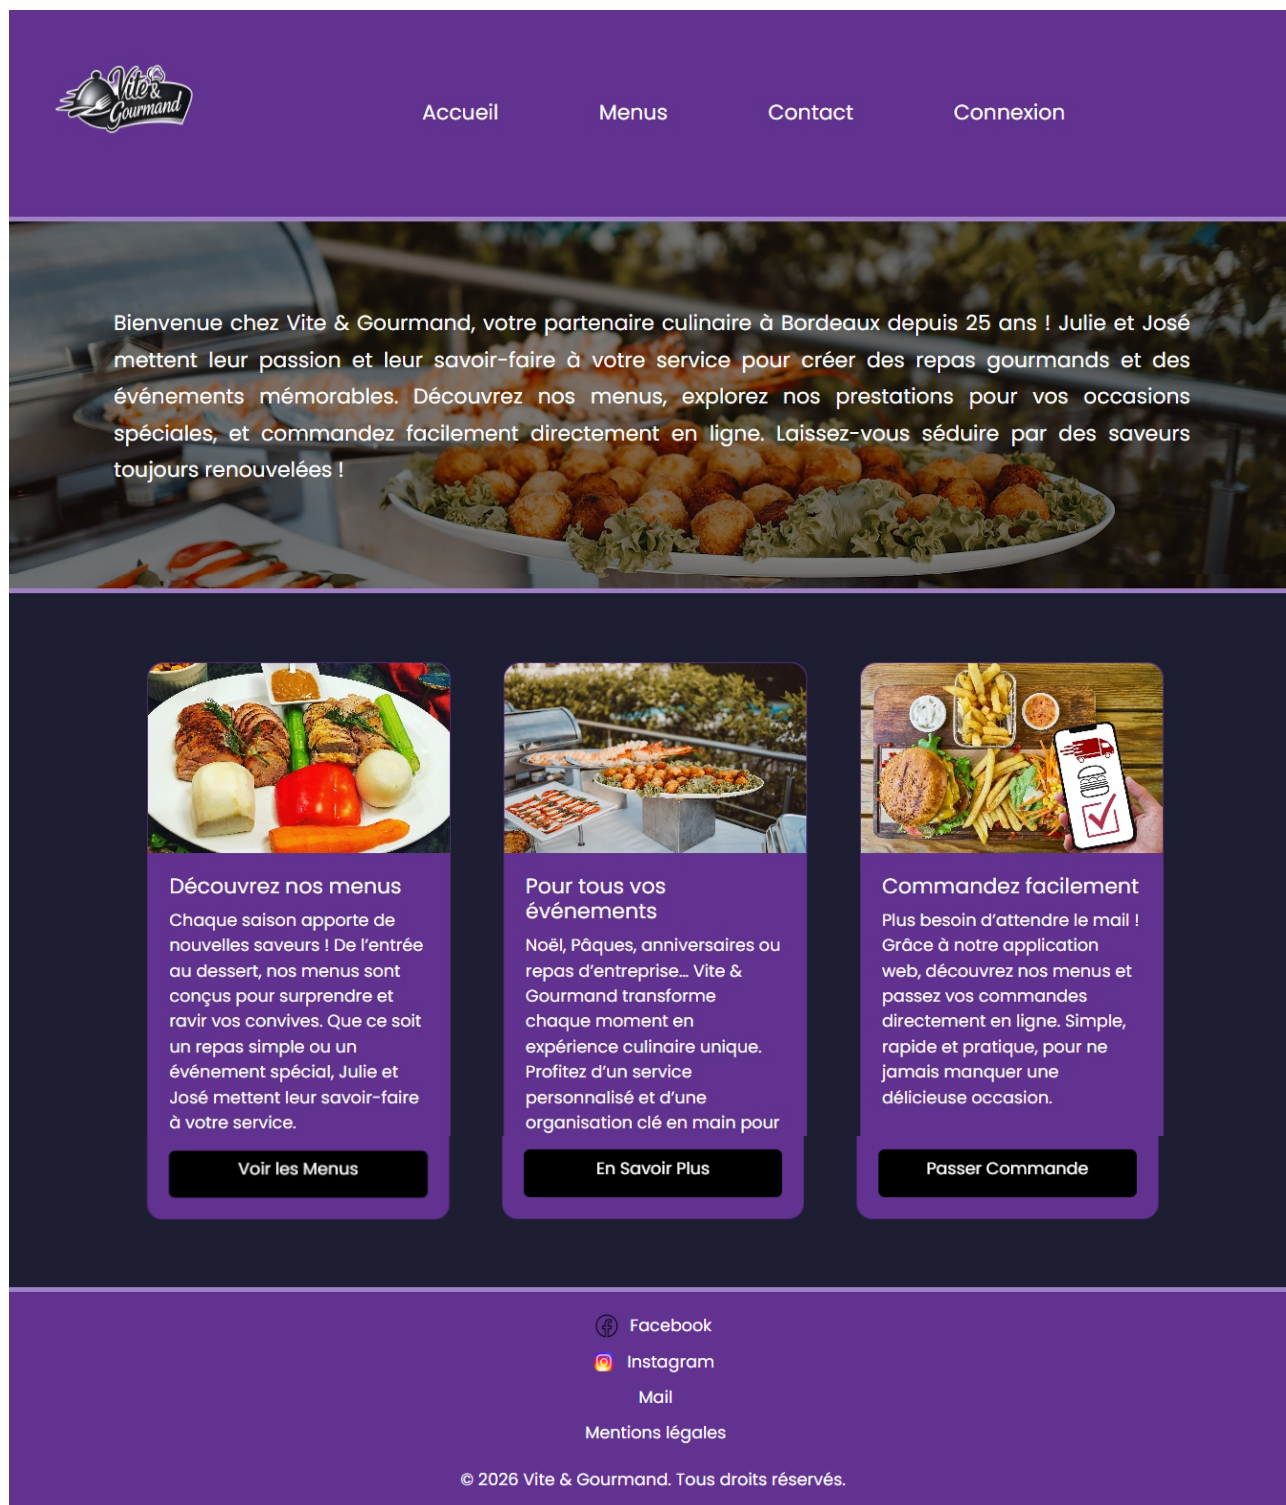 Vite &
Gourmand
Accueil Menus Contact Connexion
Bienvenue chez Vite & Gourmand, votre partenaire culinaire à Bordeaux depuis 25 ans ! Julie et José
mettent leur passion et leur savoir-faire à votre service pour créer des repas gourmands et des
événements mémorables. Découvrez nos menus, explorez nos prestations pour vos occasions
spéciales, et commandez facilement directement en ligne. Laissez-vous séduire par des saveurs
toujours renouvelées !
Découvrez nos menus
Chaque saison apporte de
nouvelles saveurs ! De l’entrée
au dessert, nos menus sont
conçus pour surprendre et
ravir vos convives. Que ce soit
un repas simple ou un
événement spécial, Julie et
José mettent leur savoir-faire
à votre service.
Voir les Menus
Pour tous vos
événements
Noël, Pâques, anniversaires ou
repas d’entreprise… Vite &
Gourmand transforme
chaque moment en
expérience culinaire unique.
Profitez d’un service
personnalisé et d’une
organisation clé en main pour
En Savoir Plus
Commandez facilement
Plus besoin d’attendre le mail !
Grâce à notre application
web, découvrez nos menus et
passez vos commandes
directement en ligne. Simple,
rapide et pratique, pour ne
jamais manquer une
délicieuse occasion.
Passer Commande
Facebook
Instagram
Mail
Mentions légales
© 2026 Vite & Gourmand. Tous droits réservés.